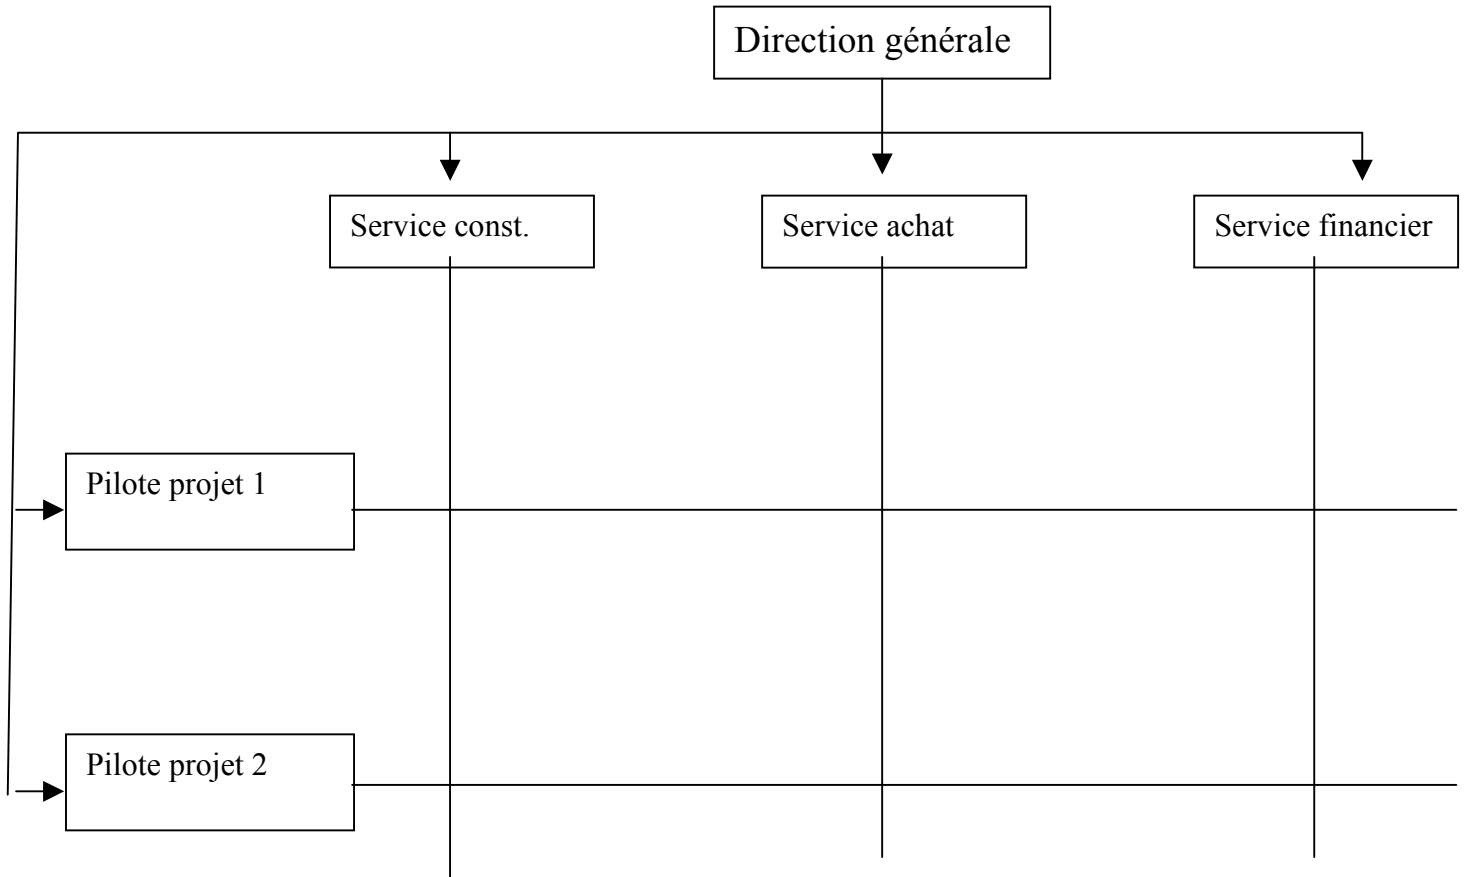 Direction générale
Service const.
Service achat
Service financier
Pilote projet 1
Pilote projet 2